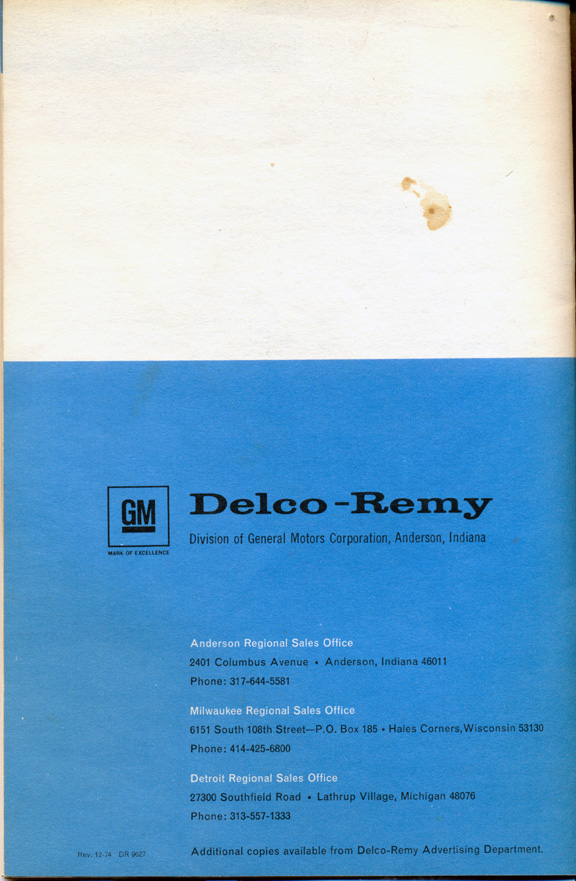 GM
MARK OF EXCELLENCE
Delco-Remy
Division of General Motors Corporation, Anderson, Indiana
Anderson Regional Sales Office
2401 Columbus Avenue • Anderson, Indiana 46011
Phone: 317-644-5581
Milwaukee Regional Sales Office
6151 South 108th Street—P.O. Box 185 • Hales Corners, Wisconsin 53130
Phone: 414-425-6800
Detroit Regional Sales Office
27300 Southfield Road • Lathrup Village, Michigan 48076
Phone: 313-557-1333
Rev. 12-74 DR 9627
Additional copies available from Delco-Remy Advertising Department.